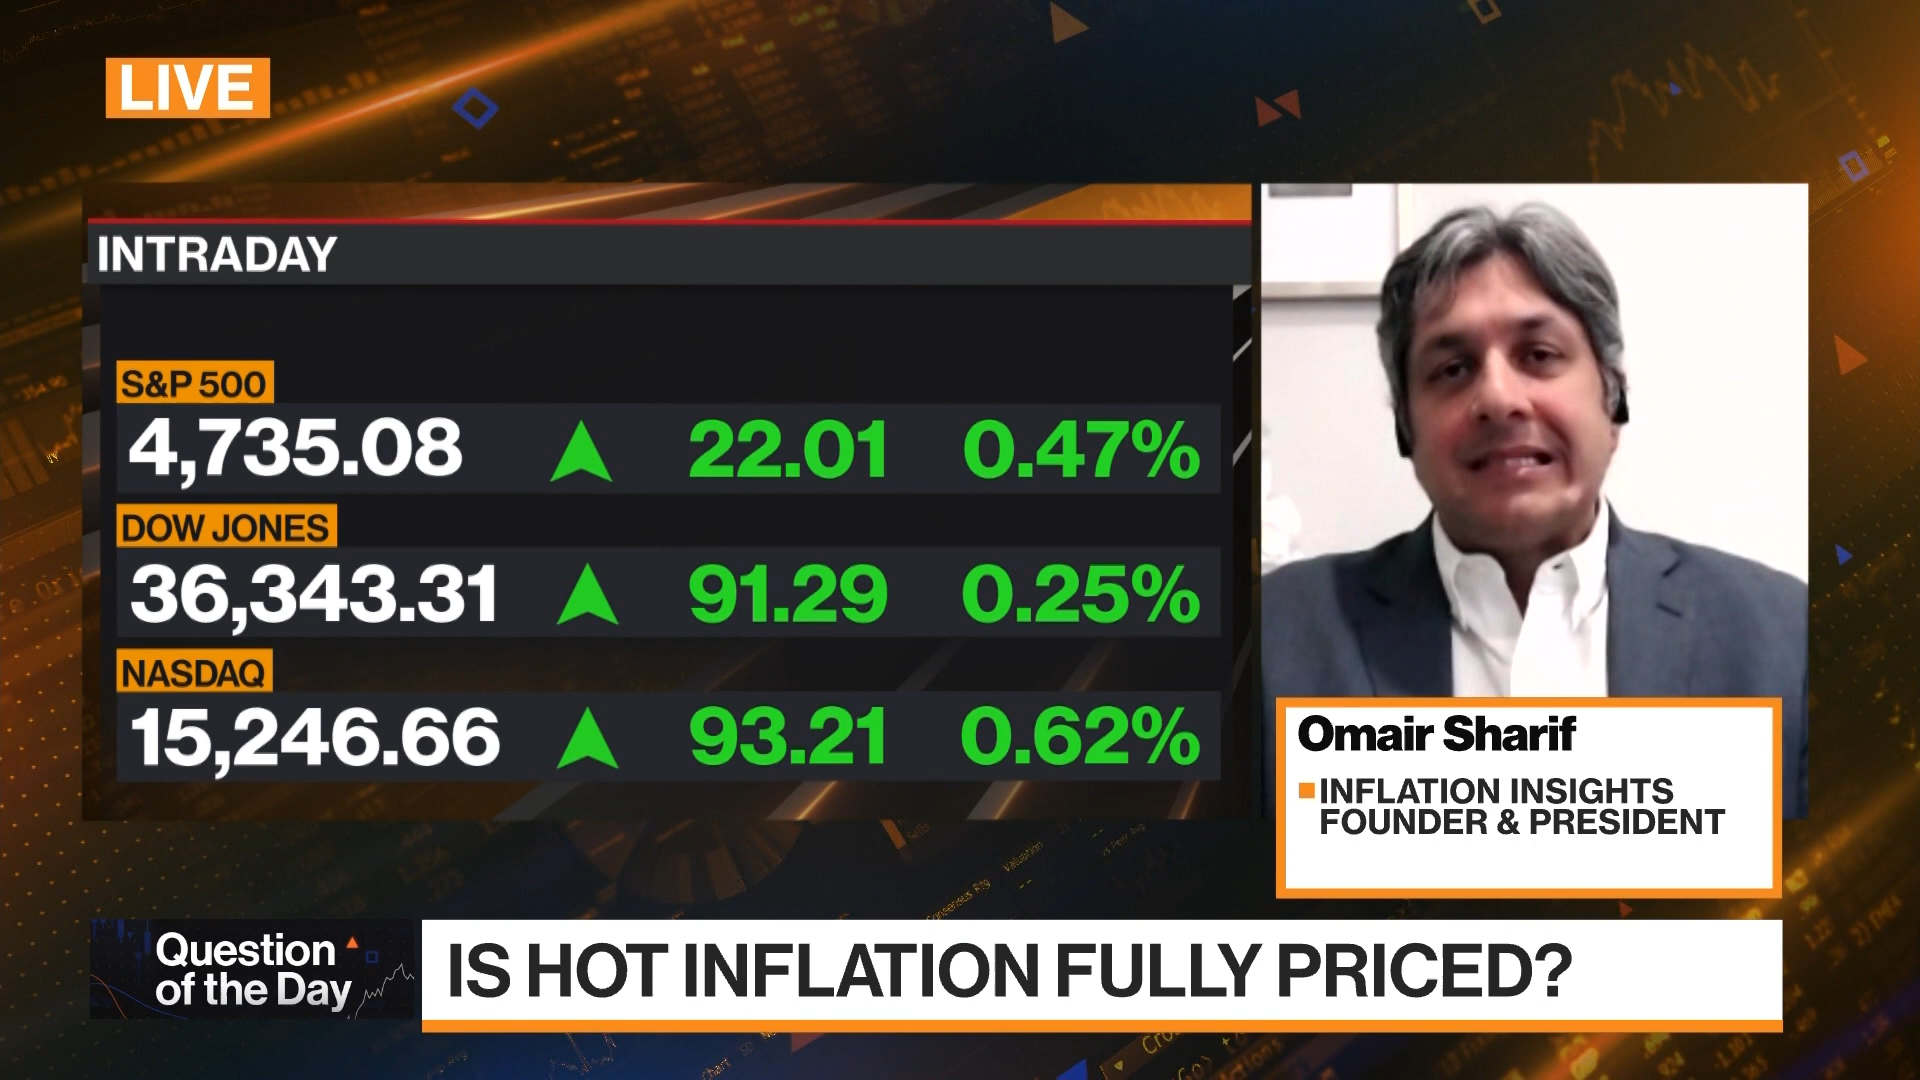 LIVE
INTRADAY
S&P 500
4,735.08 ▲ 22.01 0.47%
DOW JONES
36,343.31 ▲ 91.29 0.25%
NASDAQ
15,246.66 ▲ 93.21 0.62%
Omair Sharif
INFLATION INSIGHTS
FOUNDER & PRESIDENT
Question
of the Day
IS HOT INFLATION FULLY PRICED?